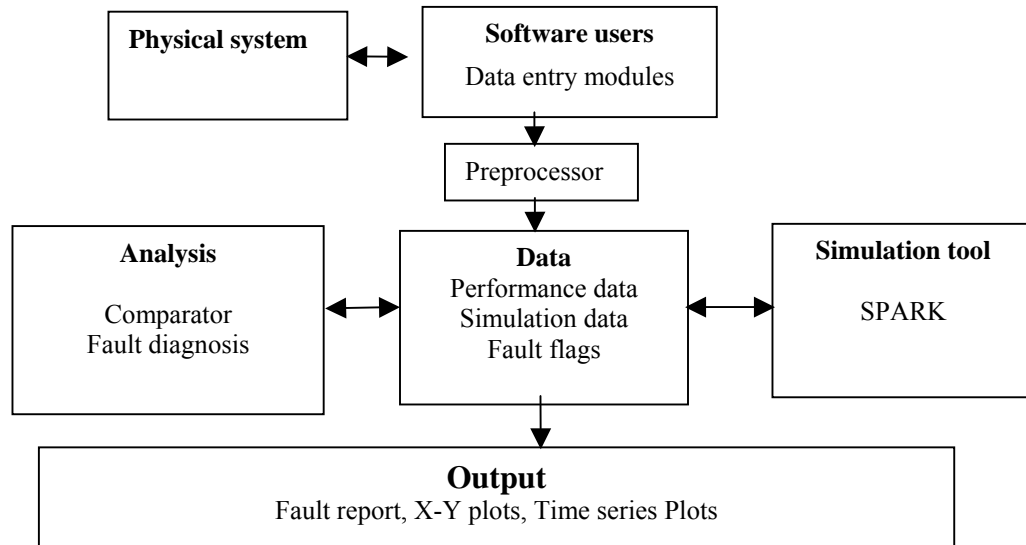 Physical system
Software users
Data entry modules
Preprocessor
Analysis
Comparator
Fault diagnosis
Data
Performance data
Simulation data
Fault flags
Simulation tool
SPARK
Output
Fault report, X-Y plots, Time series Plots